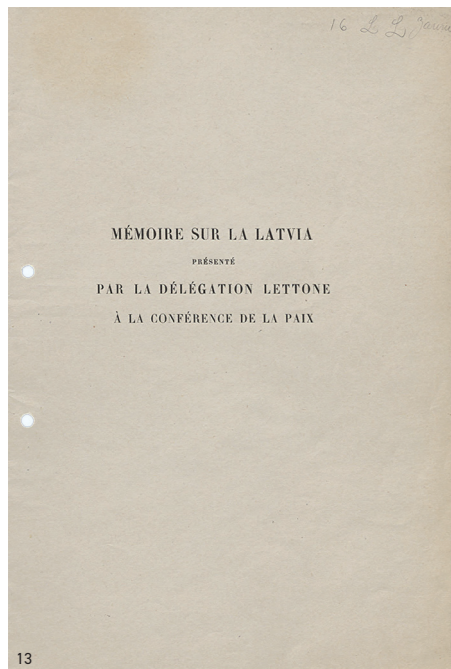 16
MÉMOIRE SUR LA LATVIA
PRÉSENTÉ
PAR LA DÉLÉGATION LETTONE
À LA CONFÉRENCE DE LA PAIX
13